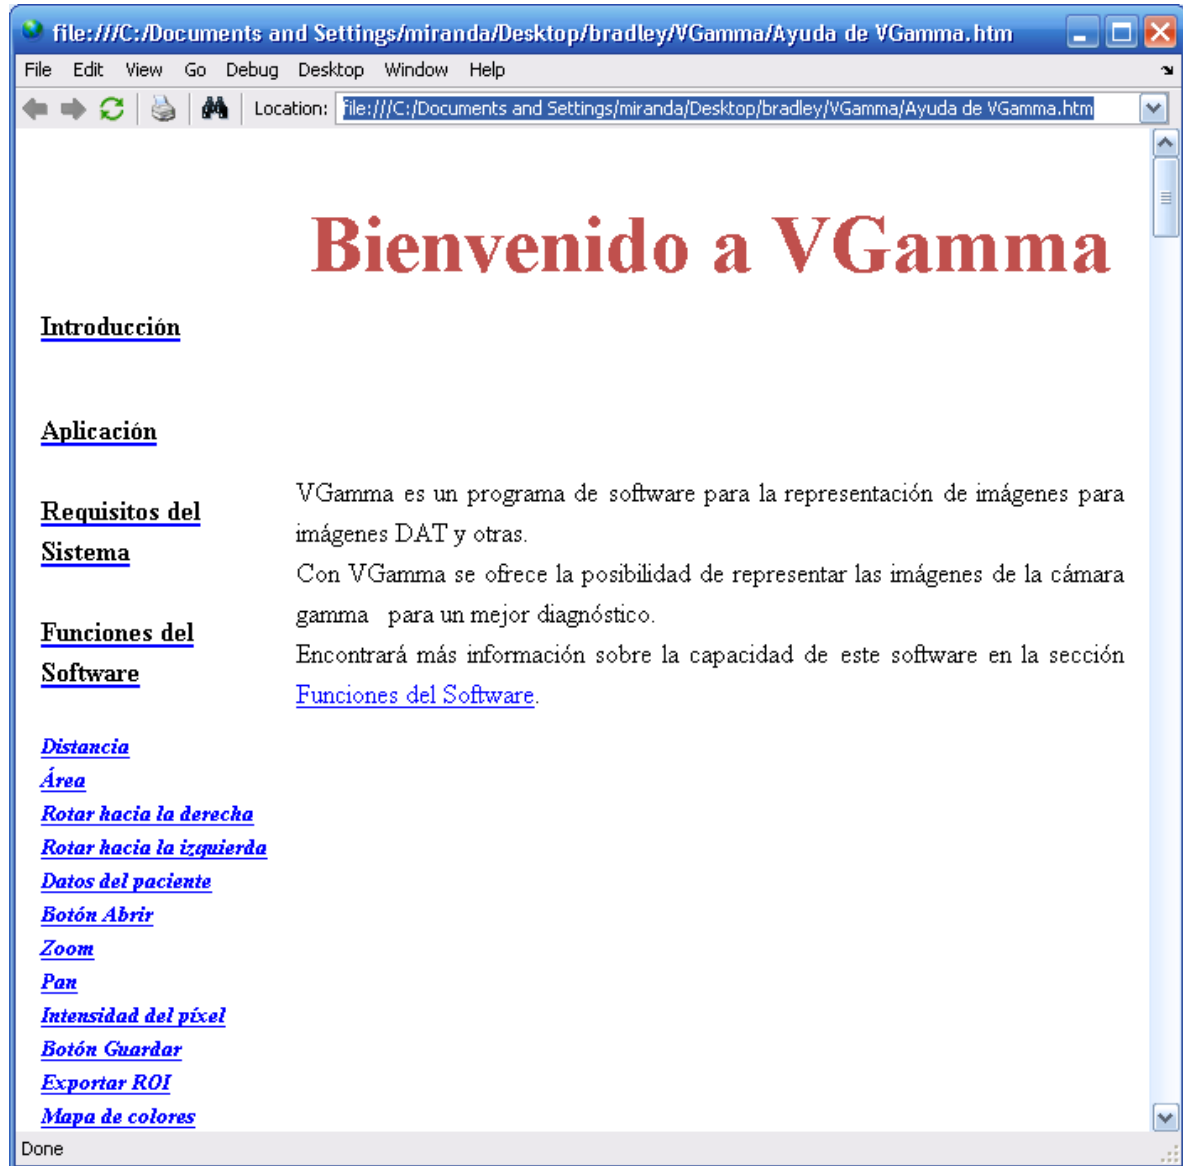 file:///C:/Documents and Settings/miranda/Desktop/bradley/VGamma/Ayuda de VGamma.htm
File Edit View Go Debug Desktop Window Help
Location: file:///C:/Documents and Settings/miranda/Desktop/bradley/VGamma/Ayuda de VGamma.htm
Bienvenido a VGamma
Introducción
Aplicación
Requisitos del
Sistema
Funciones del
Software
Distancia
Área
Rotar hacia la derecha
Rotar hacia la izquierda
Datos del paciente
Botón Abrir
Zoom
Pan
Intensidad del píxel
Botón Guardar
Exportar ROI
Mapa de colores
VGamma es un programa de software para la representación de imágenes para
imágenes DAT y otras.
Con VGamma se ofrece la posibilidad de representar las imágenes de la cámara
gamma para un mejor diagnóstico.
Encontrará más información sobre la capacidad de este software en la sección
Funciones del Software.
Done